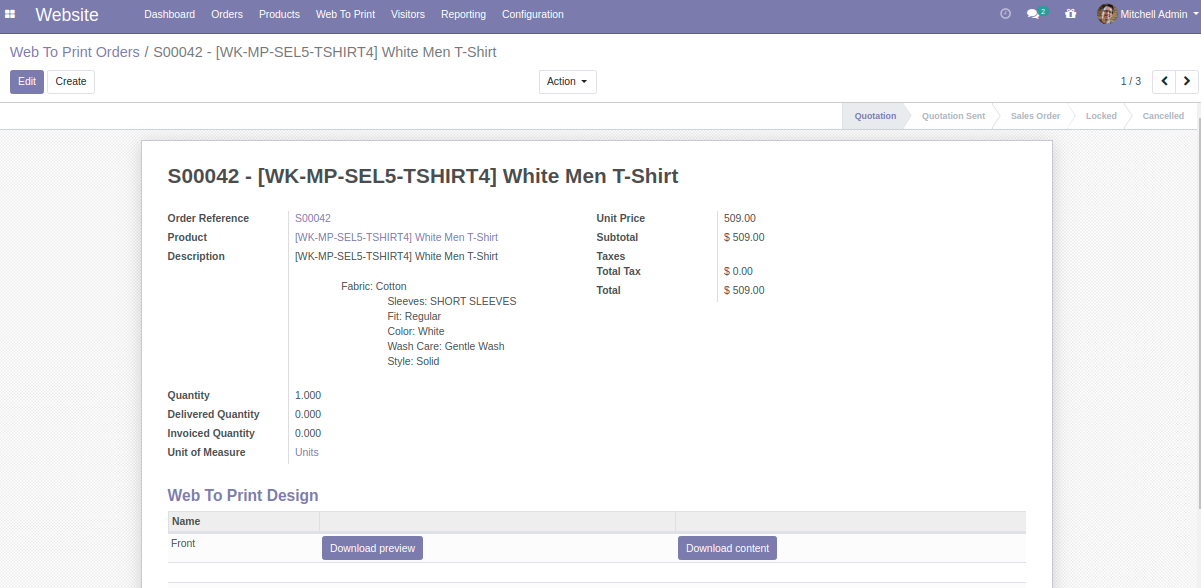 Website Dashboard Orders Products Web To Print Visitors Reporting Configuration 2 Mitchell Admin
Web To Print Orders / S00042 - [WK-MP-SEL5-TSHIRT4] White Men T-Shirt
Edit Create Action 1 / 3
Quotation Quotation Sent Sales Order Locked Cancelled
S00042 - [WK-MP-SEL5-TSHIRT4] White Men T-Shirt
Order Reference S00042 Unit Price 509.00
Product [WK-MP-SEL5-TSHIRT4] White Men T-Shirt Subtotal $ 509.00
Description [WK-MP-SEL5-TSHIRT4] White Men T-Shirt Taxes
Total Tax $ 0.00
Fabric: Cotton Total $ 509.00
Sleeves: SHORT SLEEVES
Fit: Regular
Color: White
Wash Care: Gentle Wash
Style: Solid
Quantity 1.000
Delivered Quantity 0.000
Invoiced Quantity 0.000
Unit of Measure Units
Web To Print Design
Name
Front Download preview Download content